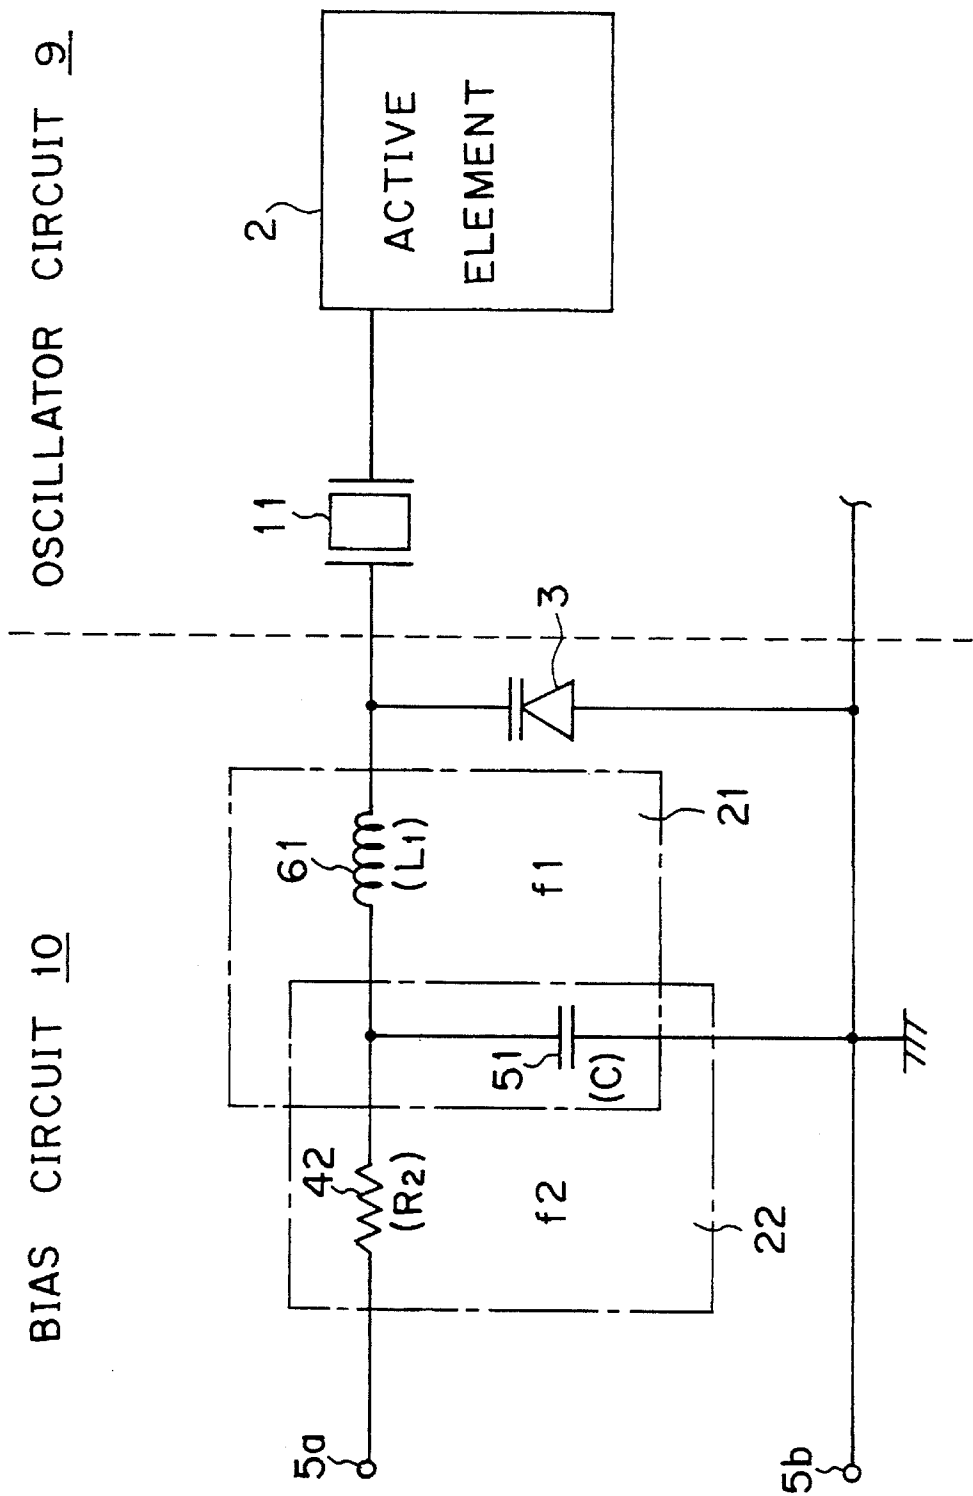 BIAS CIRCUIT 10
OSCILLATOR CIRCUIT 9
2
11
61
(L1)
42
(R2)
ACTIVE
ELEMENT
3
51
(C)
f1
f2
21
22
5a
5b